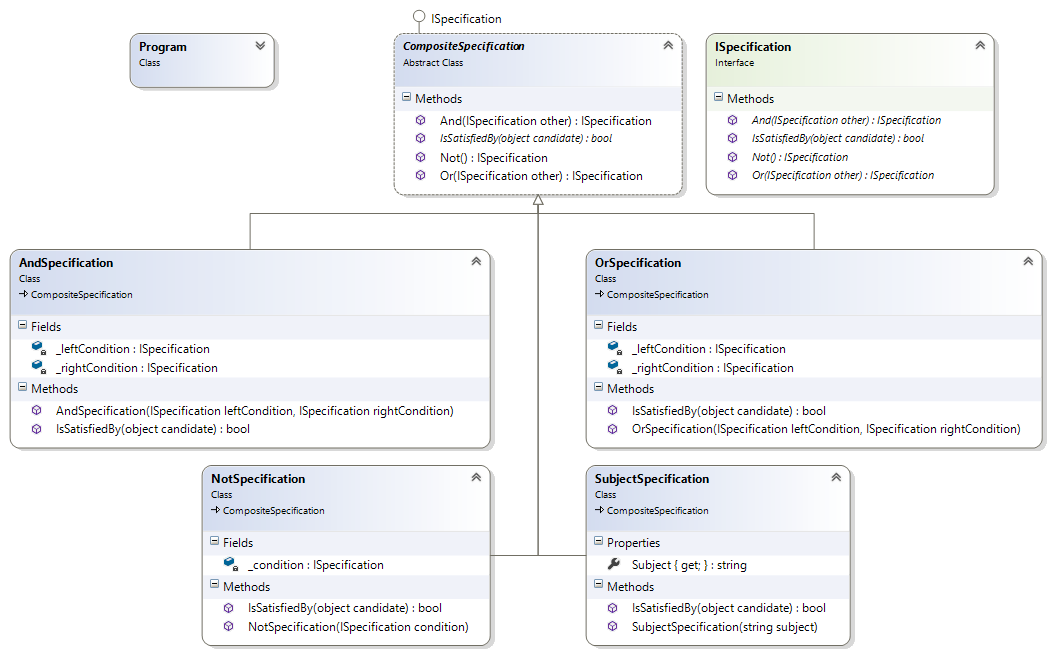 ISpecification
Program
Class
CompositeSpecification
Abstract Class
Methods
And(ISpecification other) : ISpecification
IsSatisfiedBy(object candidate) : bool
Not() : ISpecification
Or(ISpecification other) : ISpecification
ISpecification
Interface
Methods
And(ISpecification other) : ISpecification
IsSatisfiedBy(object candidate) : bool
Not() : ISpecification
Or(ISpecification other) : ISpecification
AndSpecification
Class
CompositeSpecification
Fields
_leftCondition : ISpecification
_rightCondition : ISpecification
Methods
AndSpecification(ISpecification leftCondition, ISpecification rightCondition)
IsSatisfiedBy(object candidate) : bool
OrSpecification
Class
CompositeSpecification
Fields
_leftCondition : ISpecification
_rightCondition : ISpecification
Methods
IsSatisfiedBy(object candidate) : bool
OrSpecification(ISpecification leftCondition, ISpecification rightCondition)
NotSpecification
Class
CompositeSpecification
Fields
_condition : ISpecification
Methods
IsSatisfiedBy(object candidate) : bool
NotSpecification(ISpecification condition)
SubjectSpecification
Class
CompositeSpecification
Properties
Subject { get; } : string
Methods
IsSatisfiedBy(object candidate) : bool
SubjectSpecification(string subject)